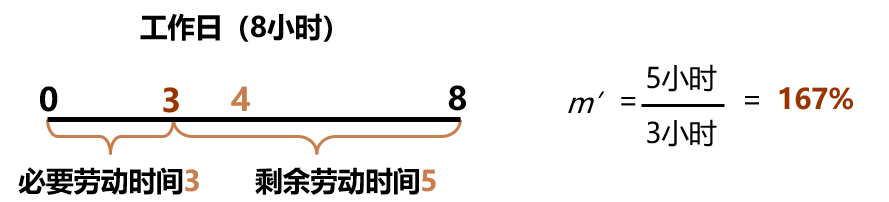 工作日（8小时）
0 3 4 8
必要劳动时间3 剩余劳动时间5
m′ = 5小时
3小时
= 167%